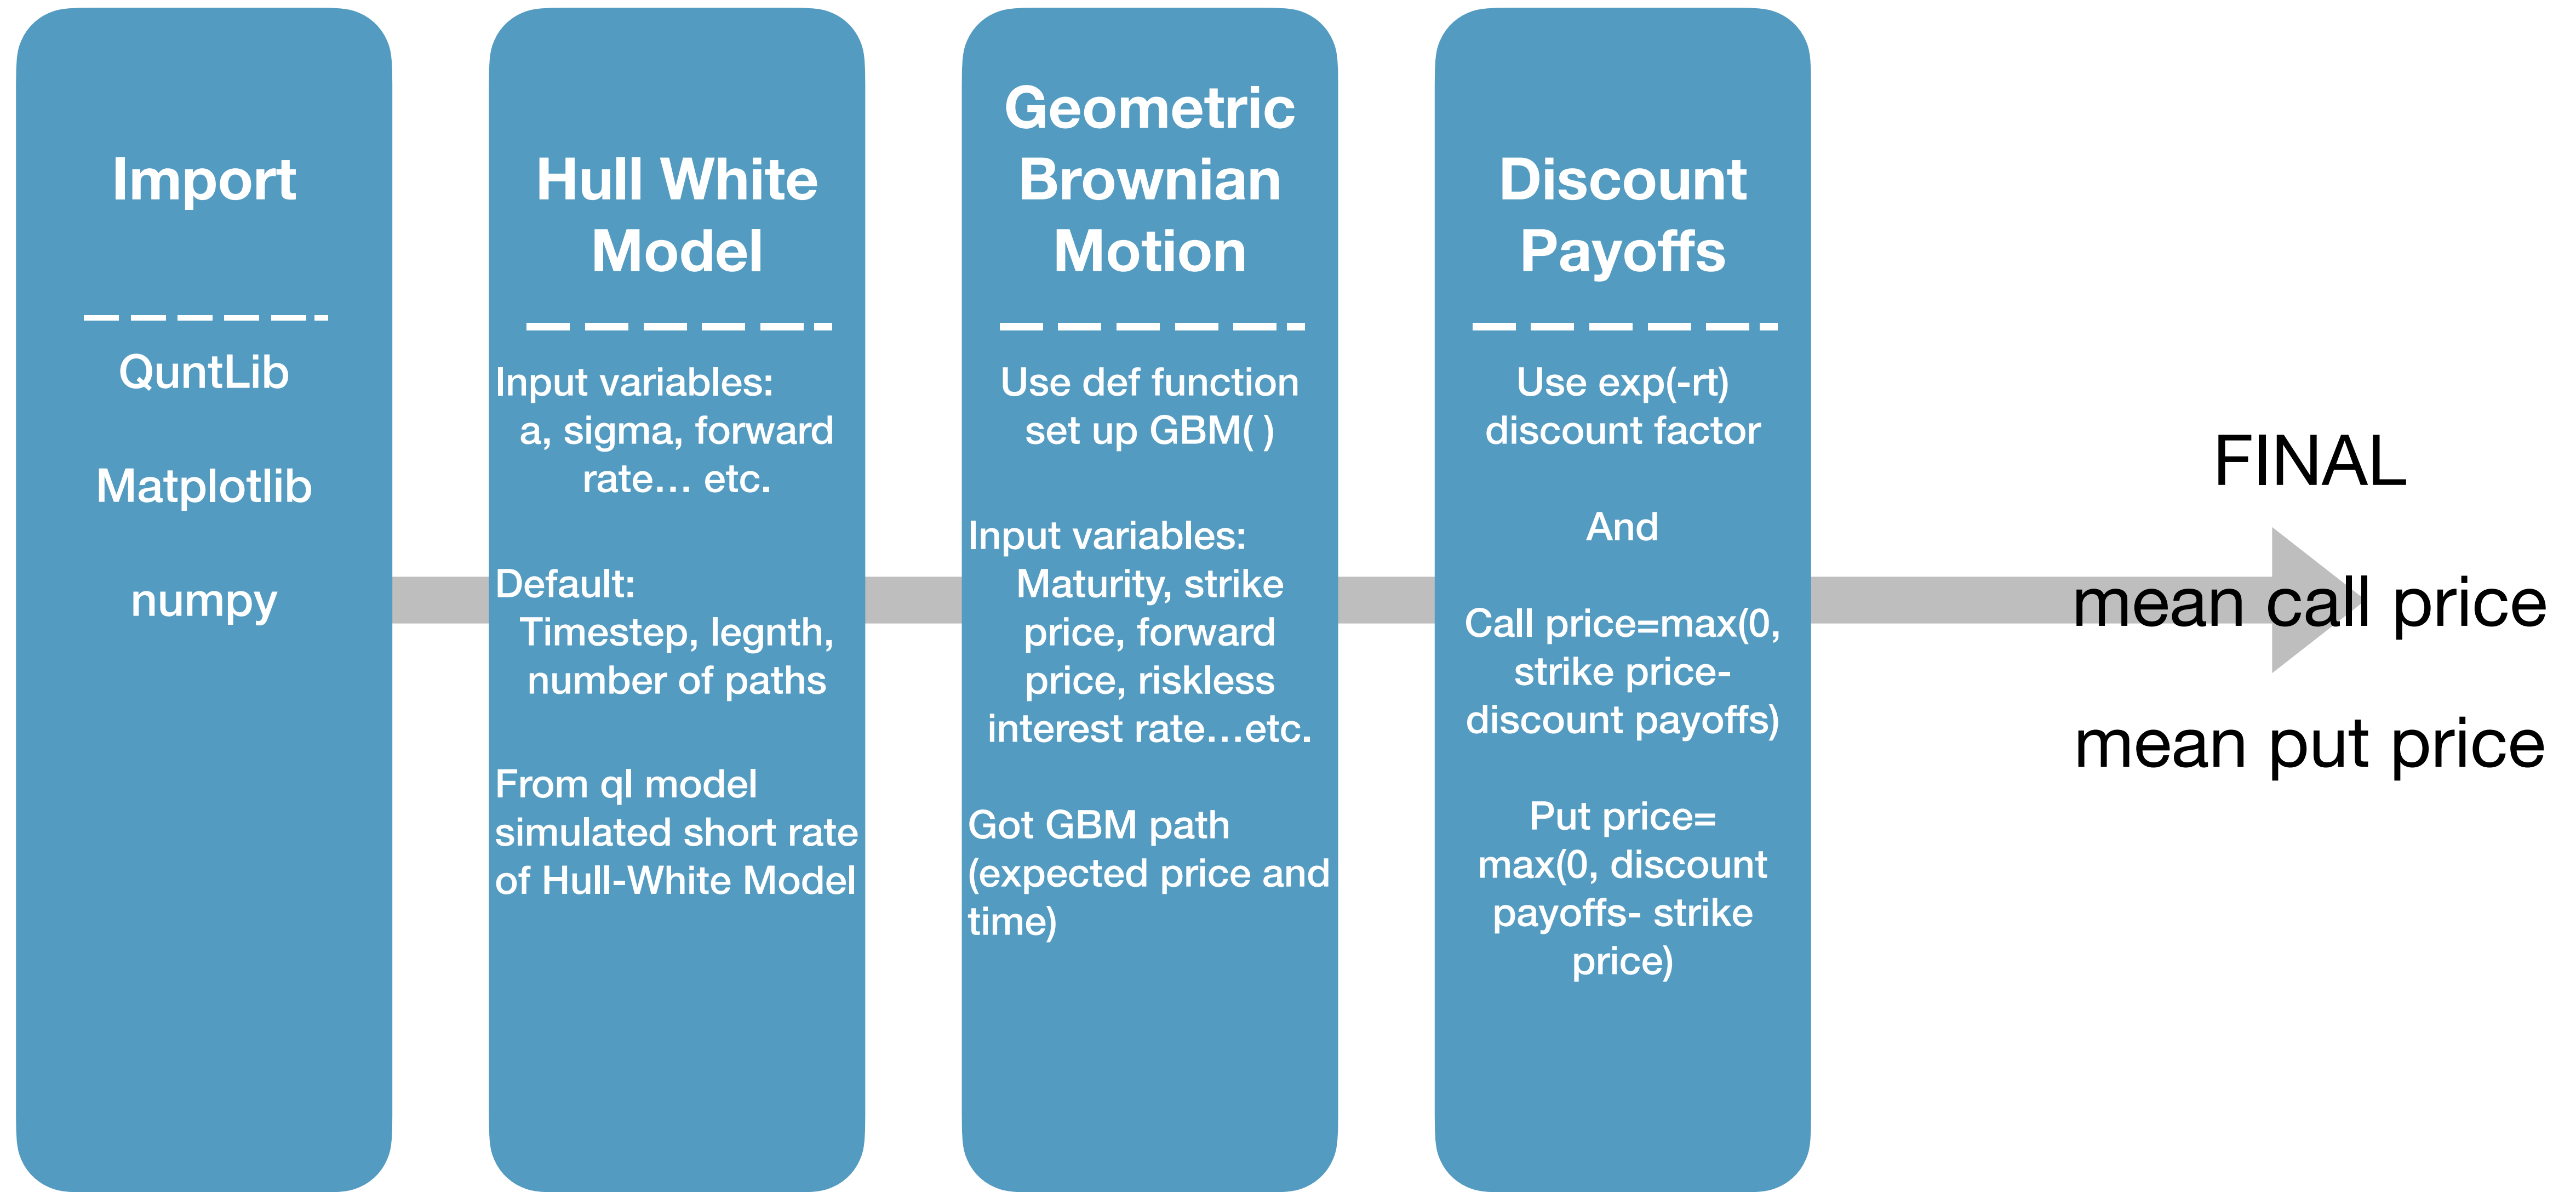 Import
QuntLib
Matplotlib
numpy
Hull White
Model
Input variables:
a, sigma, forward
rate... etc.
Default:
Timestep, legnth,
number of paths
From ql model
simulated short rate
of Hull-White Model
Geometric
Brownian
Motion
Use def function
set up GBM( )
Input variables:
Maturity, strike
price, forward
price, riskless
interest rate...etc.
Got GBM path
(expected price and
time)
Discount
Payoffs
Use exp(-rt)
discount factor
And
Call price=max(0,
strike price-
discount payoffs)
Put price=
max(0, discount
payoffs- strike
price)
FINAL
mean call price
mean put price